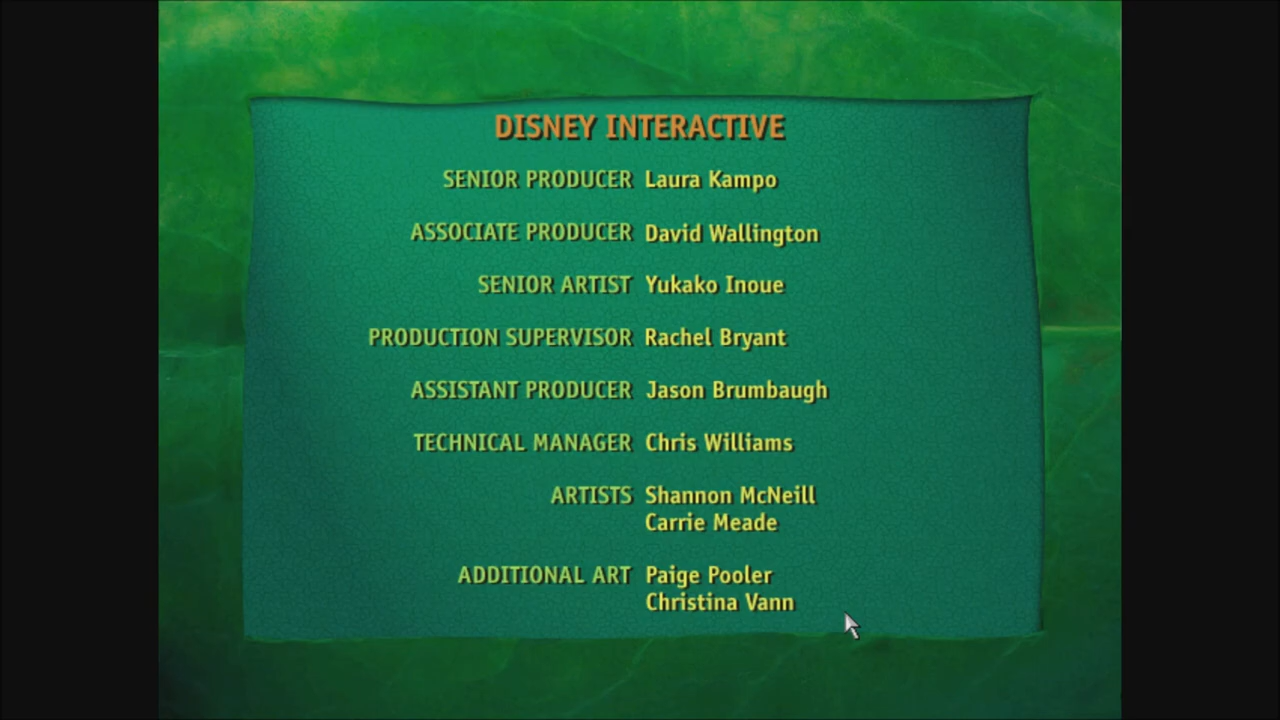 DISNEY INTERACTIVE
SENIOR PRODUCER Laura Kampo
ASSOCIATE PRODUCER David Wallington
SENIOR ARTIST Yukako Inoue
PRODUCTION SUPERVISOR Rachel Bryant
ASSISTANT PRODUCER Jason Brumbaugh
TECHNICAL MANAGER Chris Williams
ARTISTS Shannon McNeill
Carrie Meade
ADDITIONAL ART Paige Pooler
Christina Vann